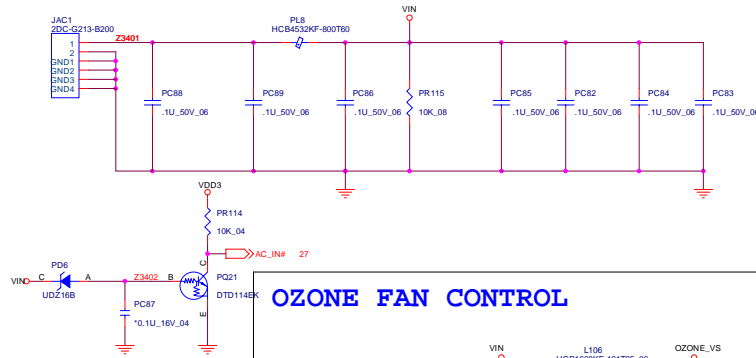 JAC1
2DC-G213-B200
1
2
GND1
GND2
GND3
GND4
Z3401
PL8
HCB4532KF-800T60
VIN
PC88
.1U_50V_06
PC89
.1U_50V_06
PC86
.1U_50V_06
PR115
10K_08
PC85
.1U_50V_06
PC82
.1U_50V_06
PC84
.1U_50V_06
PC83
.1U_50V_06
VDD3
PR114
10K_04
AC_IN# 27
VIN
PD6
C
A
UDZ16B
Z3402
B
C
E
PQ21
DTD114EK
PC87
*0.1U_16V_04
OZONE FAN CONTROL
VIN
L106
OZONE_VS